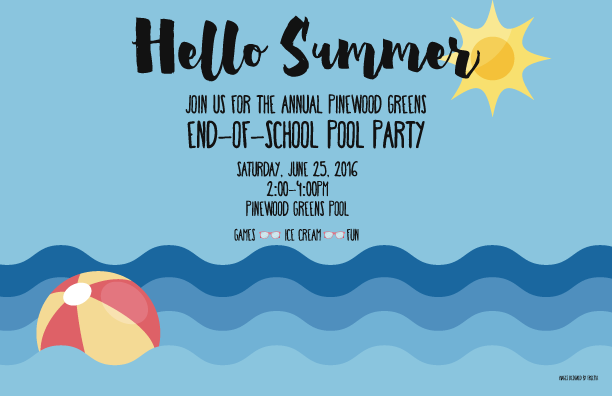 Hello Summer
JOIN US FOR THE ANNUAL PINEWOOD GREENS
END-OF-SCHOOL POOL PARTY
SATURDAY, JUNE 25, 2016
2:00-4:00PM
PINEWOOD GREENS POOL
GAMES ICE CREAM FUN